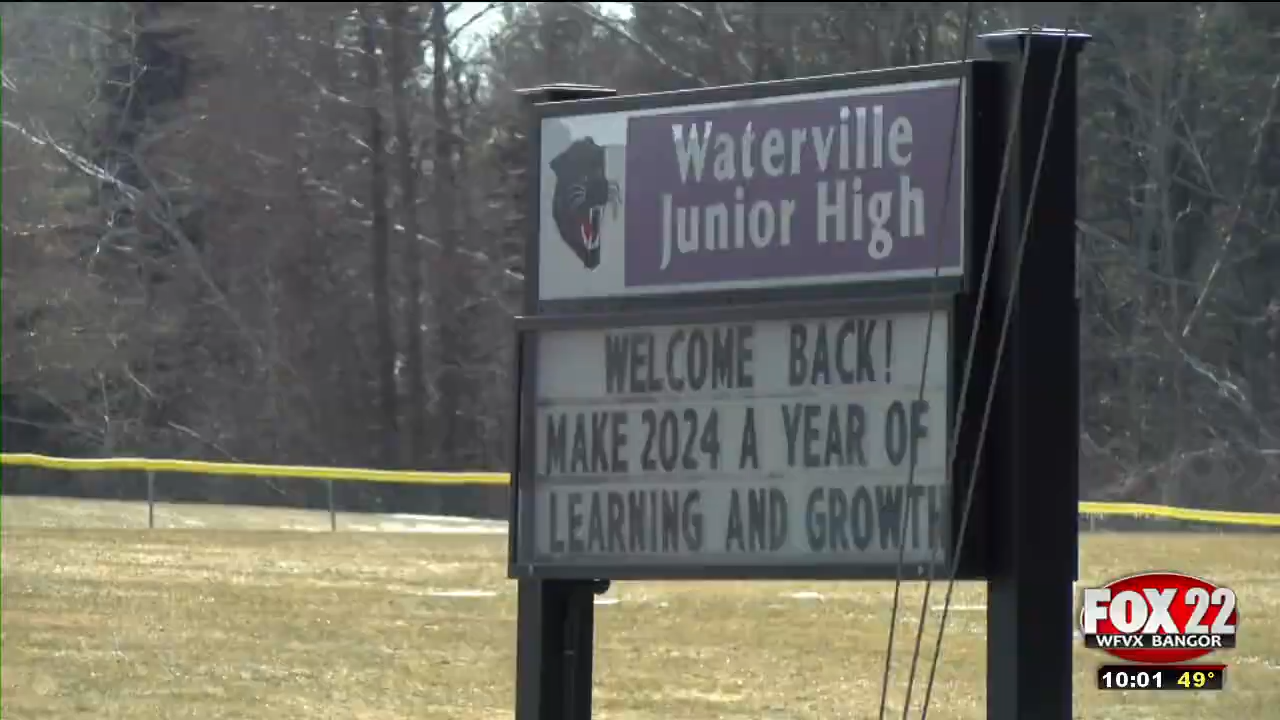 Waterville
Junior High
WELCOME BACK!
MAKE 2024 A YEAR OF
LEARNING AND GROWTH
FOX 22
WFVX BANGOR
10:01 49°